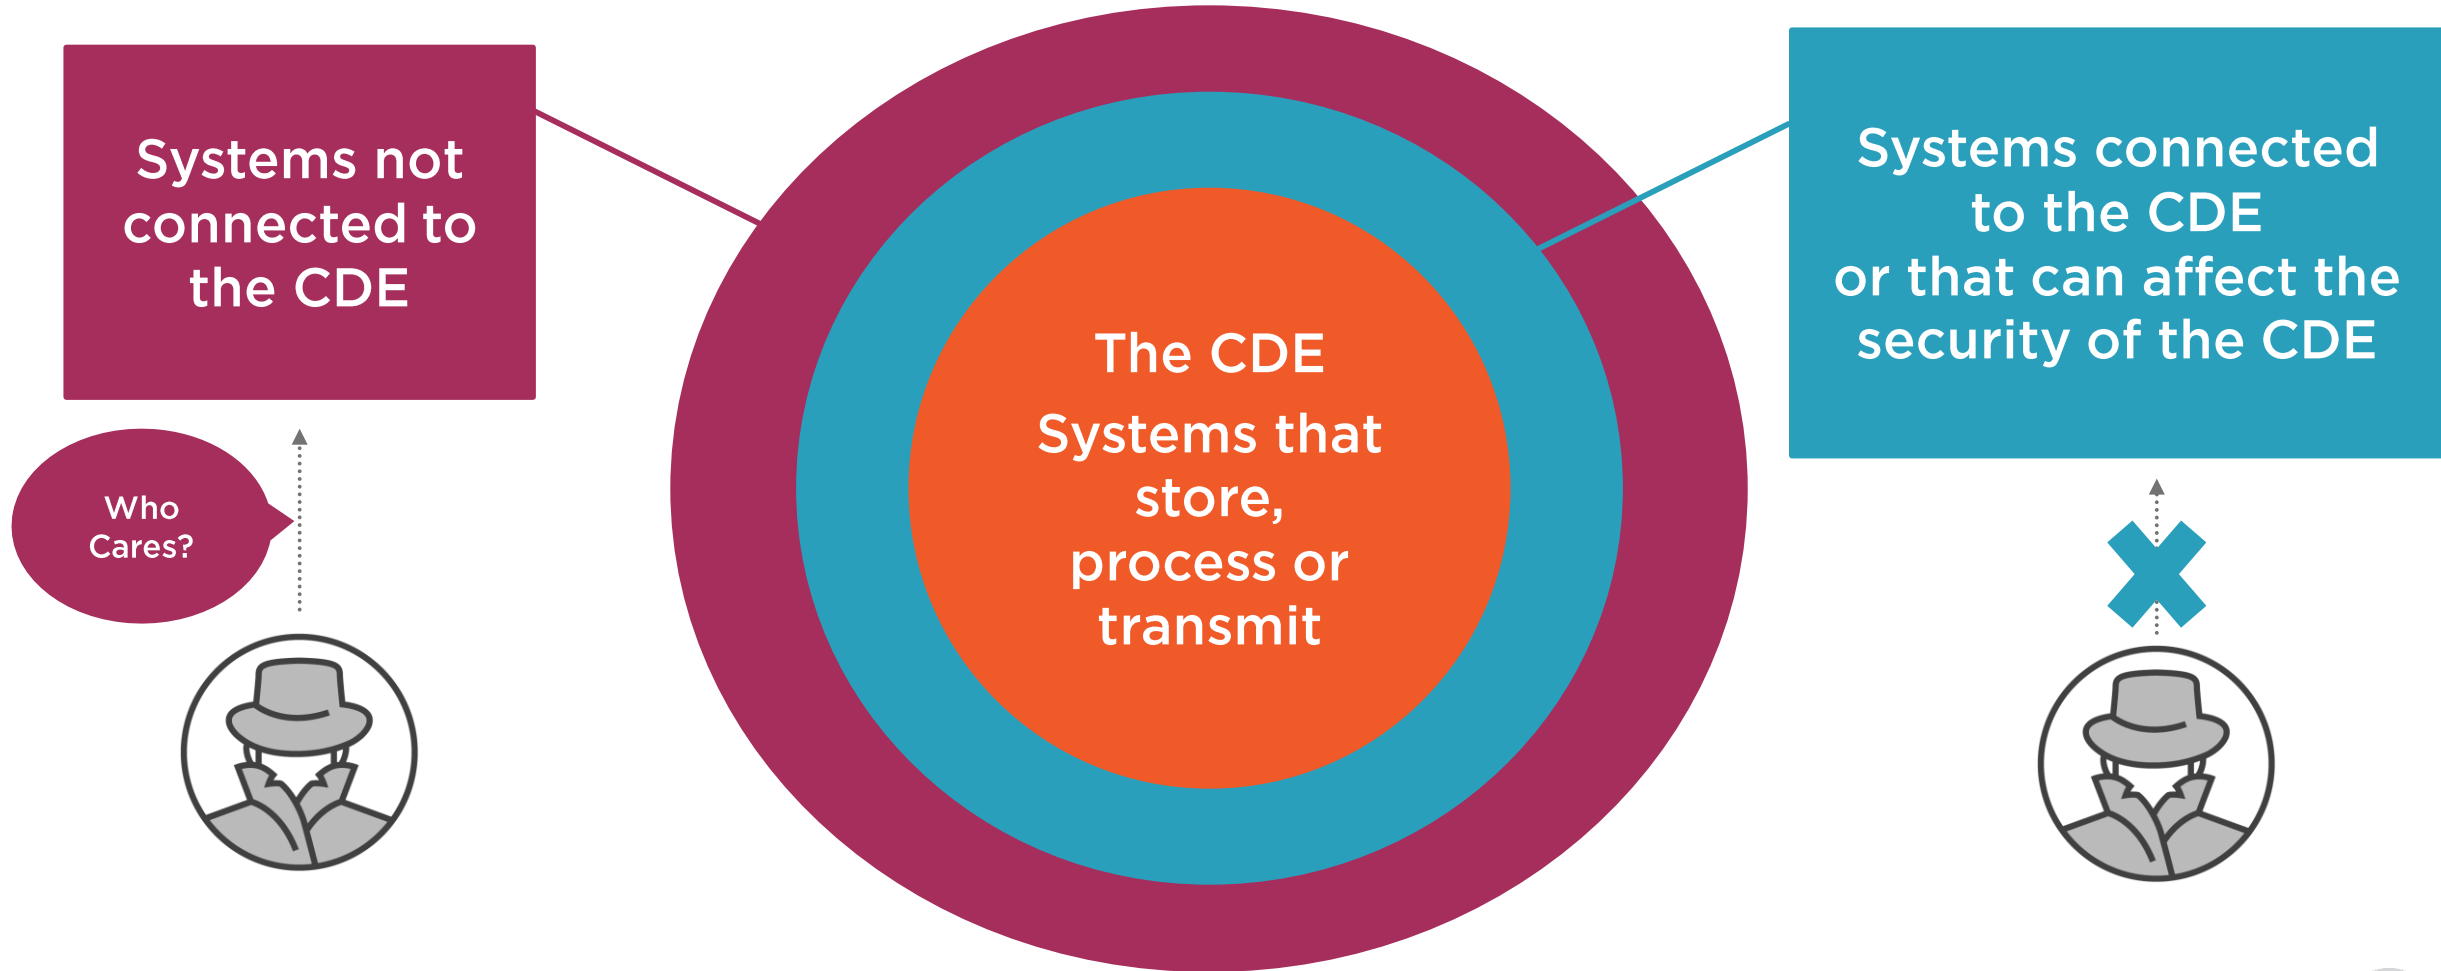 Systems not
connected to
the CDE
Who
Cares?
The CDE
Systems that
store,
process or
transmit
Systems connected
to the CDE
or that can affect the
security of the CDE